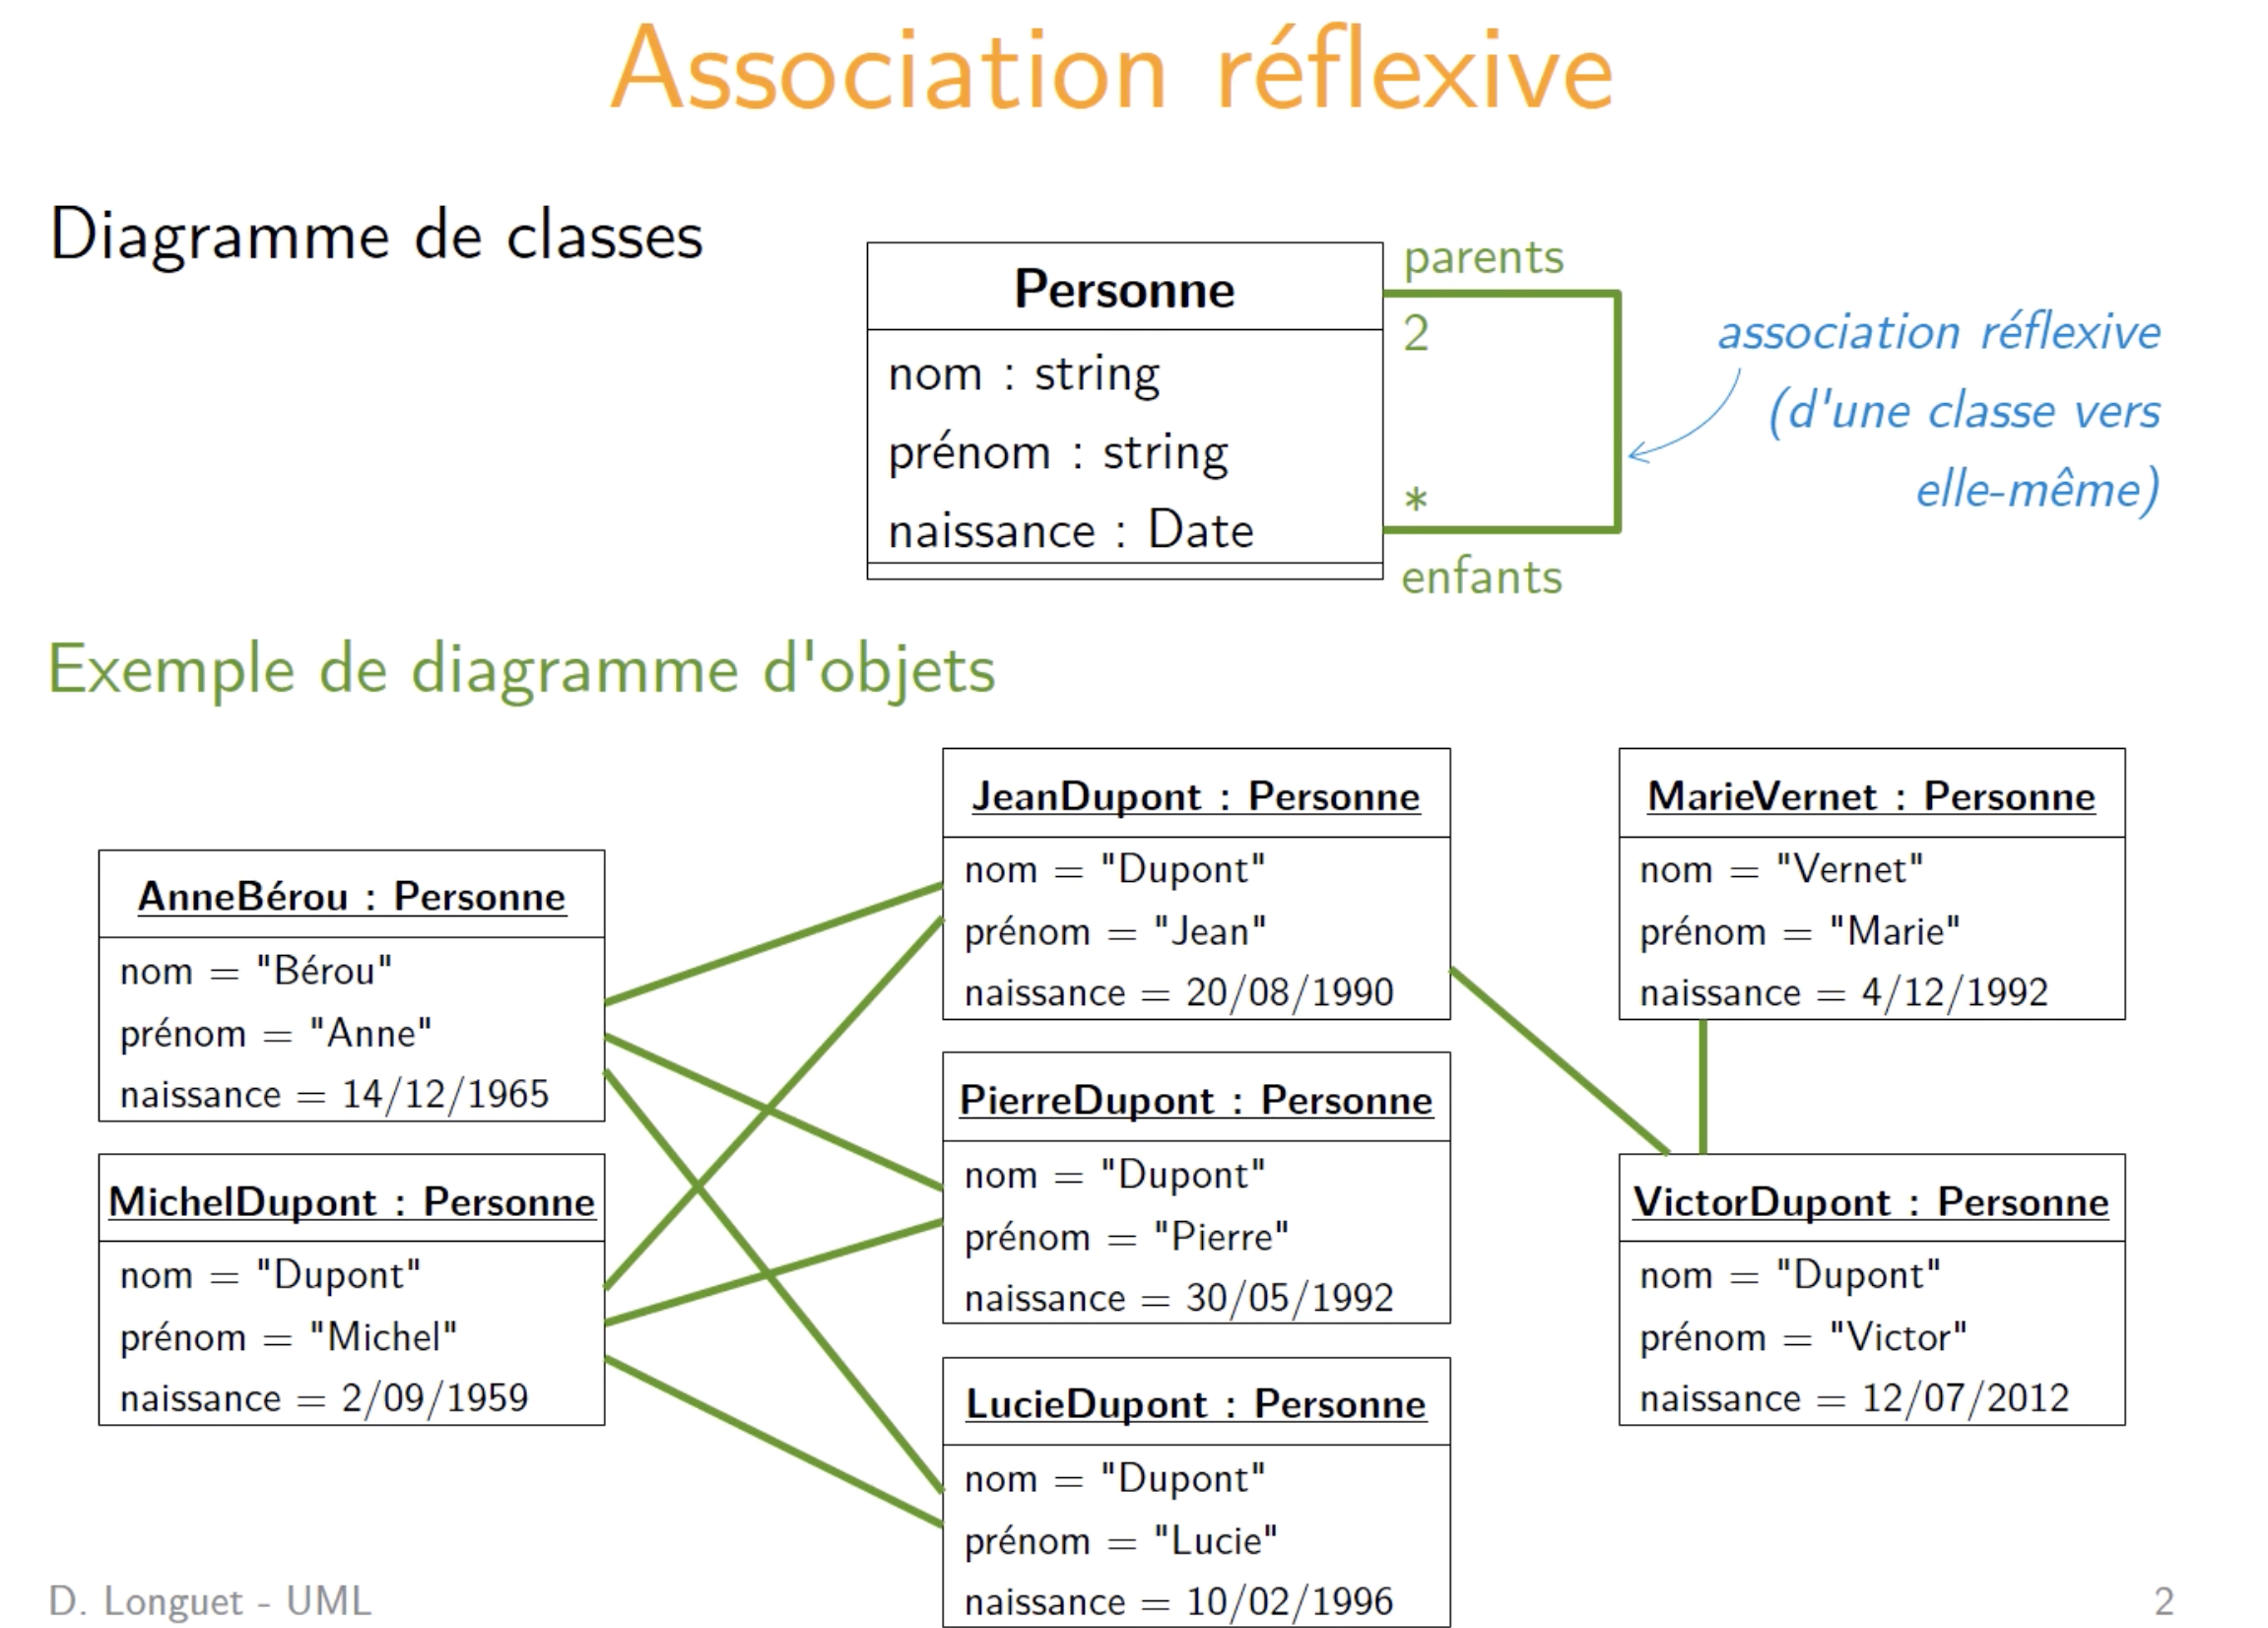 Association réflexive
Diagramme de classes
Personne
nom : string
prénom : string
naissance : Date
parents
2
*
enfants
association réflexive
(d'une classe vers
elle-même)
Exemple de diagramme d'objets
AnneBérou : Personne
nom = "Bérou"
prénom = "Anne"
naissance = 14/12/1965
MichelDupont : Personne
nom = "Dupont"
prénom = "Michel"
naissance = 2/09/1959
JeanDupont : Personne
nom = "Dupont"
prénom = "Jean"
naissance = 20/08/1990
PierreDupont : Personne
nom = "Dupont"
prénom = "Pierre"
naissance = 30/05/1992
LucieDupont : Personne
nom = "Dupont"
prénom = "Lucie"
naissance = 10/02/1996
MarieVernet : Personne
nom = "Vernet"
prénom = "Marie"
naissance = 4/12/1992
VictorDupont : Personne
nom = "Dupont"
prénom = "Victor"
naissance = 12/07/2012
D. Longuet - UML
2